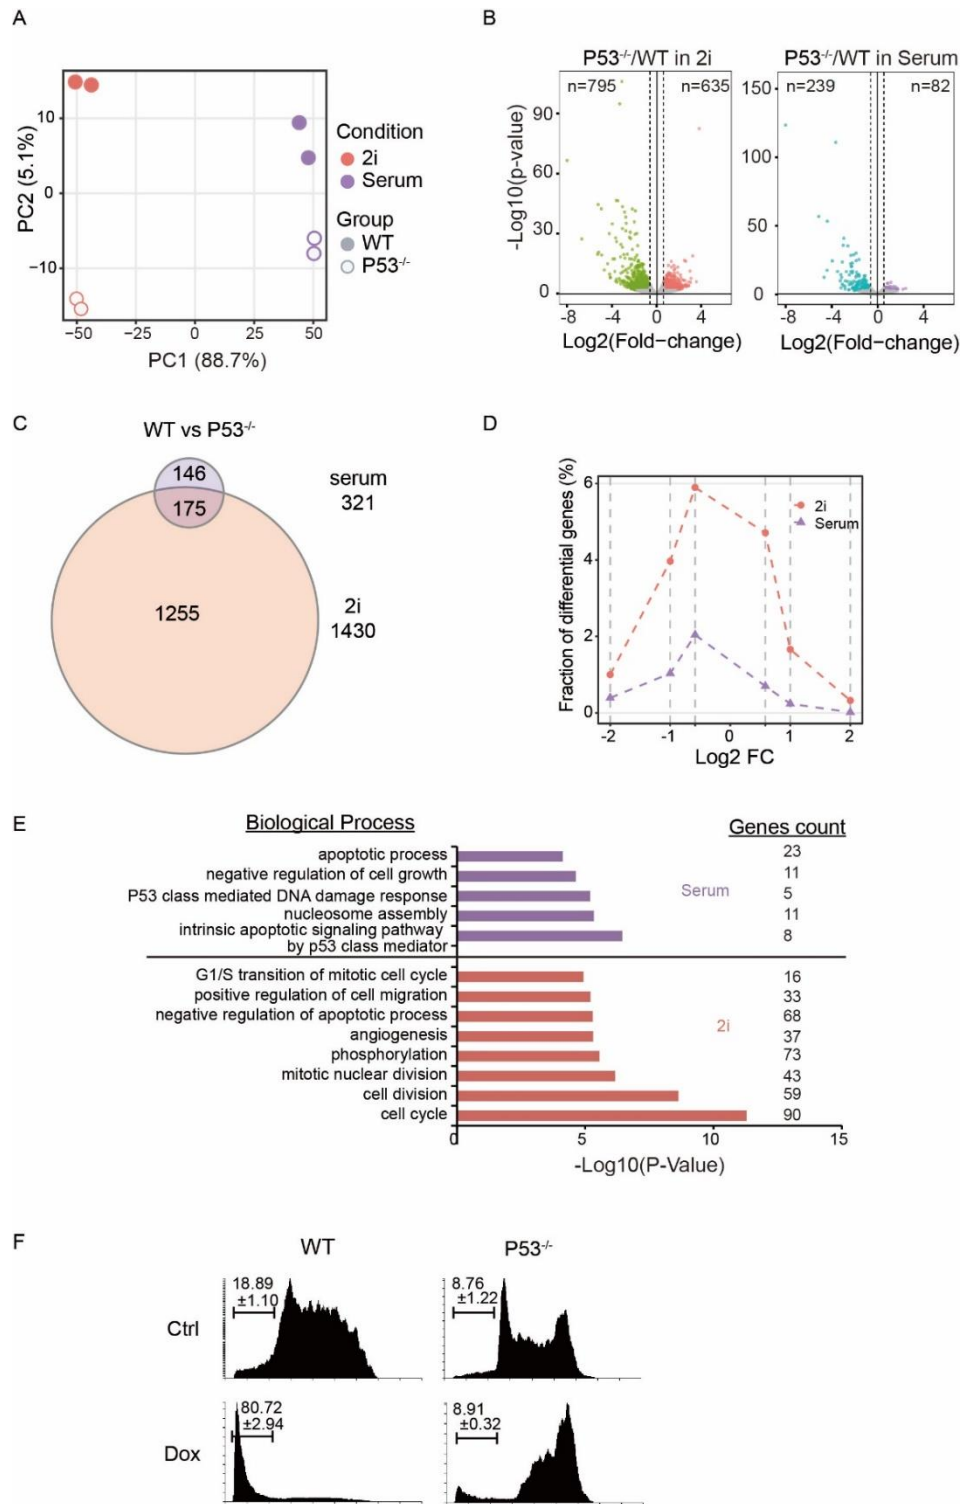 A
PC2 (5.1%)
10
0
−10
−50
−25
0
25
50
PC1 (88.7%)
Condition
2i
Serum
Group
WT
P53-/-
B
P53-/-/WT in 2i
n=795
n=635
-Log10(p-value)
90
60
30
0
-8
-4
0
4
Log2(Fold−change)
P53-/-/WT in Serum
n=239
n=82
150
100
50
0
-8
-4
0
4
Log2(Fold−change)
C
WT vs P53-/-
146
175
1255
serum
321
2i
1430
D
Fraction of differential genes (%)
6
4
2
0
2i
Serum
-2
-1
0
1
2
Log2 FC
E
Biological Process
Genes count
apoptotic process
23
negative regulation of cell growth
11
P53 class mediated DNA damage response
5
nucleosome assembly
11
intrinsic apoptotic signaling pathway
by p53 class mediator
8
Serum
G1/S transition of mitotic cell cycle
16
positive regulation of cell migration
33
negative regulation of apoptotic process
68
angiogenesis
37
phosphorylation
73
mitotic nuclear division
43
cell division
59
cell cycle
90
2i
0
5
10
15
-Log10(P-Value)
F
WT
P53-/-
Ctrl
18.89
±1.10
8.76
±1.22
Dox
80.72
±2.94
8.91
±0.32